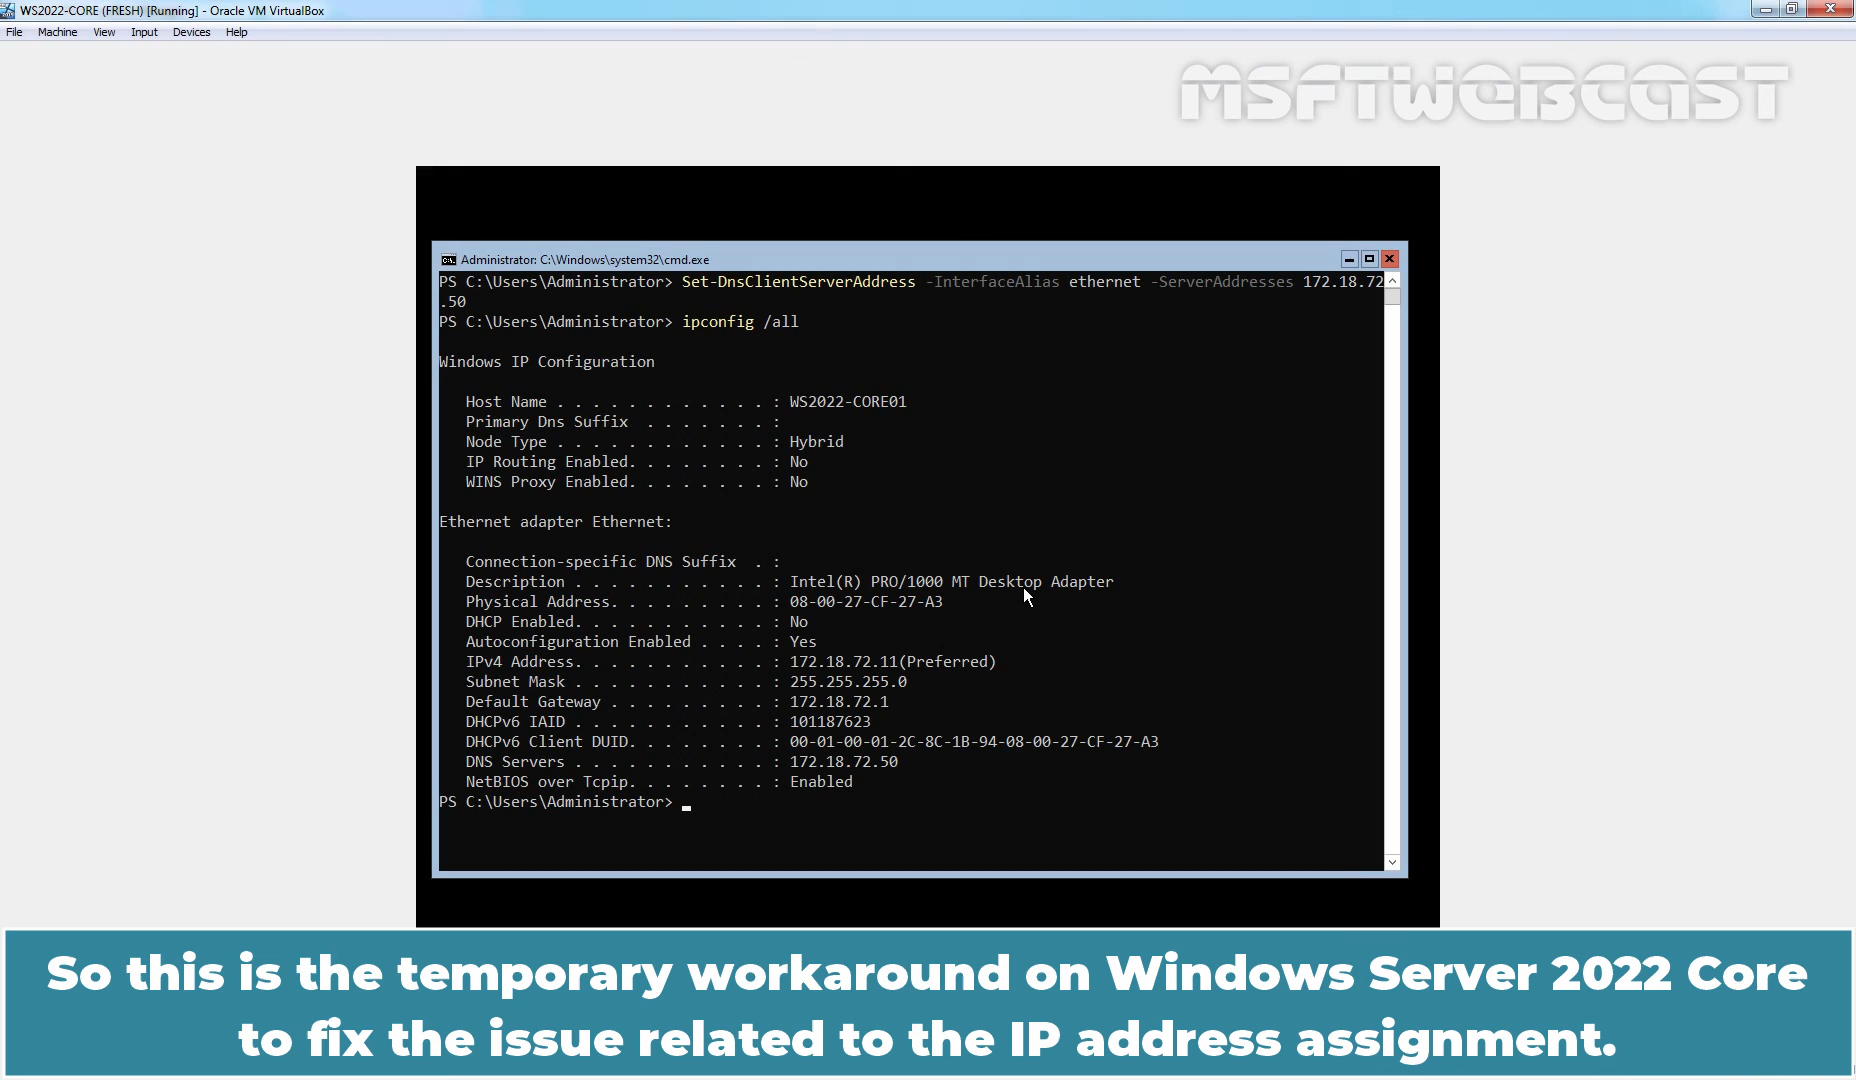 WS2022-CORE (FRESH) [Running] - Oracle VM VirtualBox
File Machine View Input Devices Help
MSFTWEBCAST
Administrator: C:\Windows\system32\cmd.exe
PS C:\Users\Administrator> Set-DnsClientServerAddress -InterfaceAlias ethernet -ServerAddresses 172.18.72
.50
PS C:\Users\Administrator> ipconfig /all
Windows IP Configuration
Host Name . . . . . . . . . . . . : WS2022-CORE01
Primary Dns Suffix  . . . . . . . :
Node Type . . . . . . . . . . . . : Hybrid
IP Routing Enabled. . . . . . . . : No
WINS Proxy Enabled. . . . . . . . : No
Ethernet adapter Ethernet:
Connection-specific DNS Suffix  . :
Description . . . . . . . . . . . : Intel(R) PRO/1000 MT Desktop Adapter
Physical Address. . . . . . . . . : 08-00-27-CF-27-A3
DHCP Enabled. . . . . . . . . . . : No
Autoconfiguration Enabled . . . . : Yes
IPv4 Address. . . . . . . . . . . : 172.18.72.11(Preferred)
Subnet Mask . . . . . . . . . . . : 255.255.255.0
Default Gateway . . . . . . . . . : 172.18.72.1
DHCPv6 IAID . . . . . . . . . . . : 101187623
DHCPv6 Client DUID. . . . . . . . : 00-01-00-01-2C-8C-1B-94-08-00-27-CF-27-A3
DNS Servers . . . . . . . . . . . : 172.18.72.50
NetBIOS over Tcpip. . . . . . . . : Enabled
PS C:\Users\Administrator>
So this is the temporary workaround on Windows Server 2022 Core
to fix the issue related to the IP address assignment.